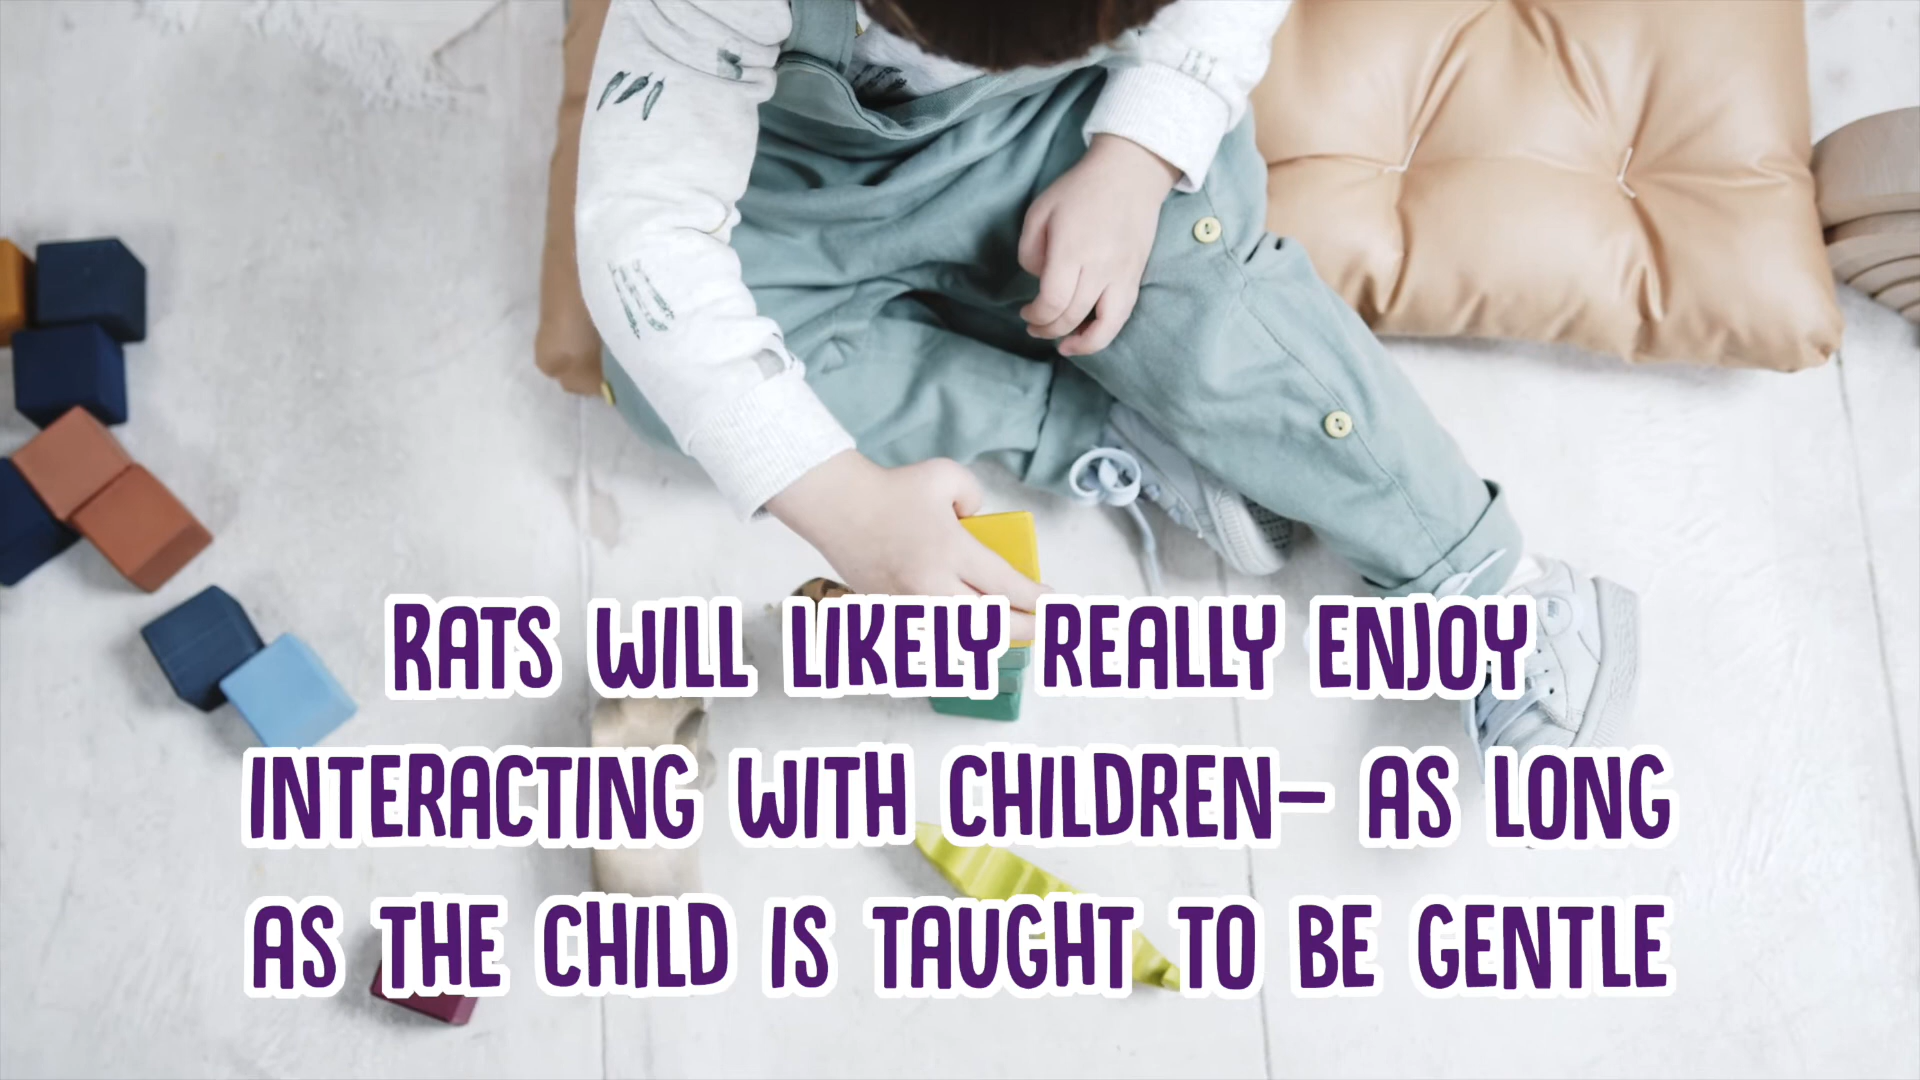 RATS WILL LIKELY REALLY ENJOY
INTERACTING WITH CHILDREN– AS LONG
AS THE CHILD IS TAUGHT TO BE GENTLE